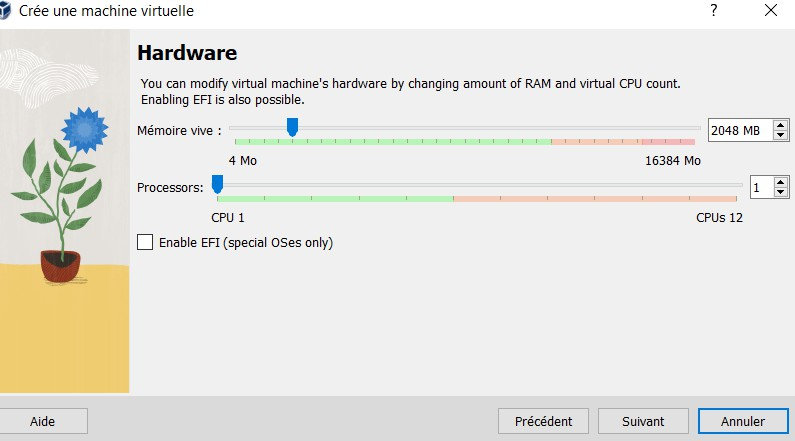 Crée une machine virtuelle
?
Hardware
You can modify virtual machine's hardware by changing amount of RAM and virtual CPU count.
Enabling EFI is also possible.
Mémoire vive :
2048 MB
4 Mo
16384 Mo
Processors:
1
CPU 1
CPUs 12
Enable EFI (special OSes only)
Aide
Précédent
Suivant
Annuler